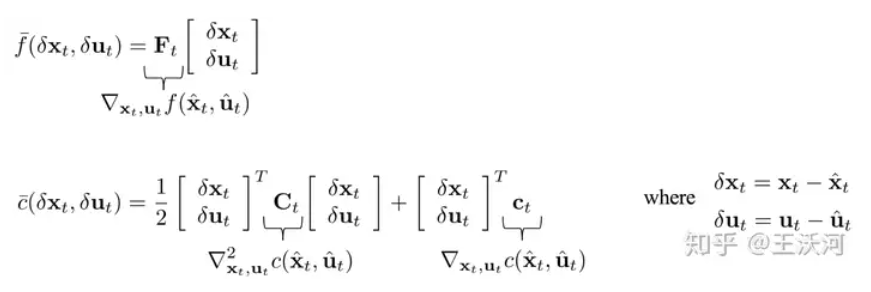 f̄(δx_t, δu_t) = F_t [ δx_t δu_t ]
∇_{x_t,u_t} f(x̂_t, û_t)
c̄(δx_t, δu_t) = 1/2 [ δx_t δu_t ]^T C_t [ δx_t δu_t ] + [ δx_t δu_t ]^T c_t
∇²_{x_t,u_t} c(x̂_t, û_t) ∇_{x_t,u_t} c(x̂_t, û_t)
where δx_t = x_t − x̂_t
δu_t = u_t − û_t
知乎 @王沃河